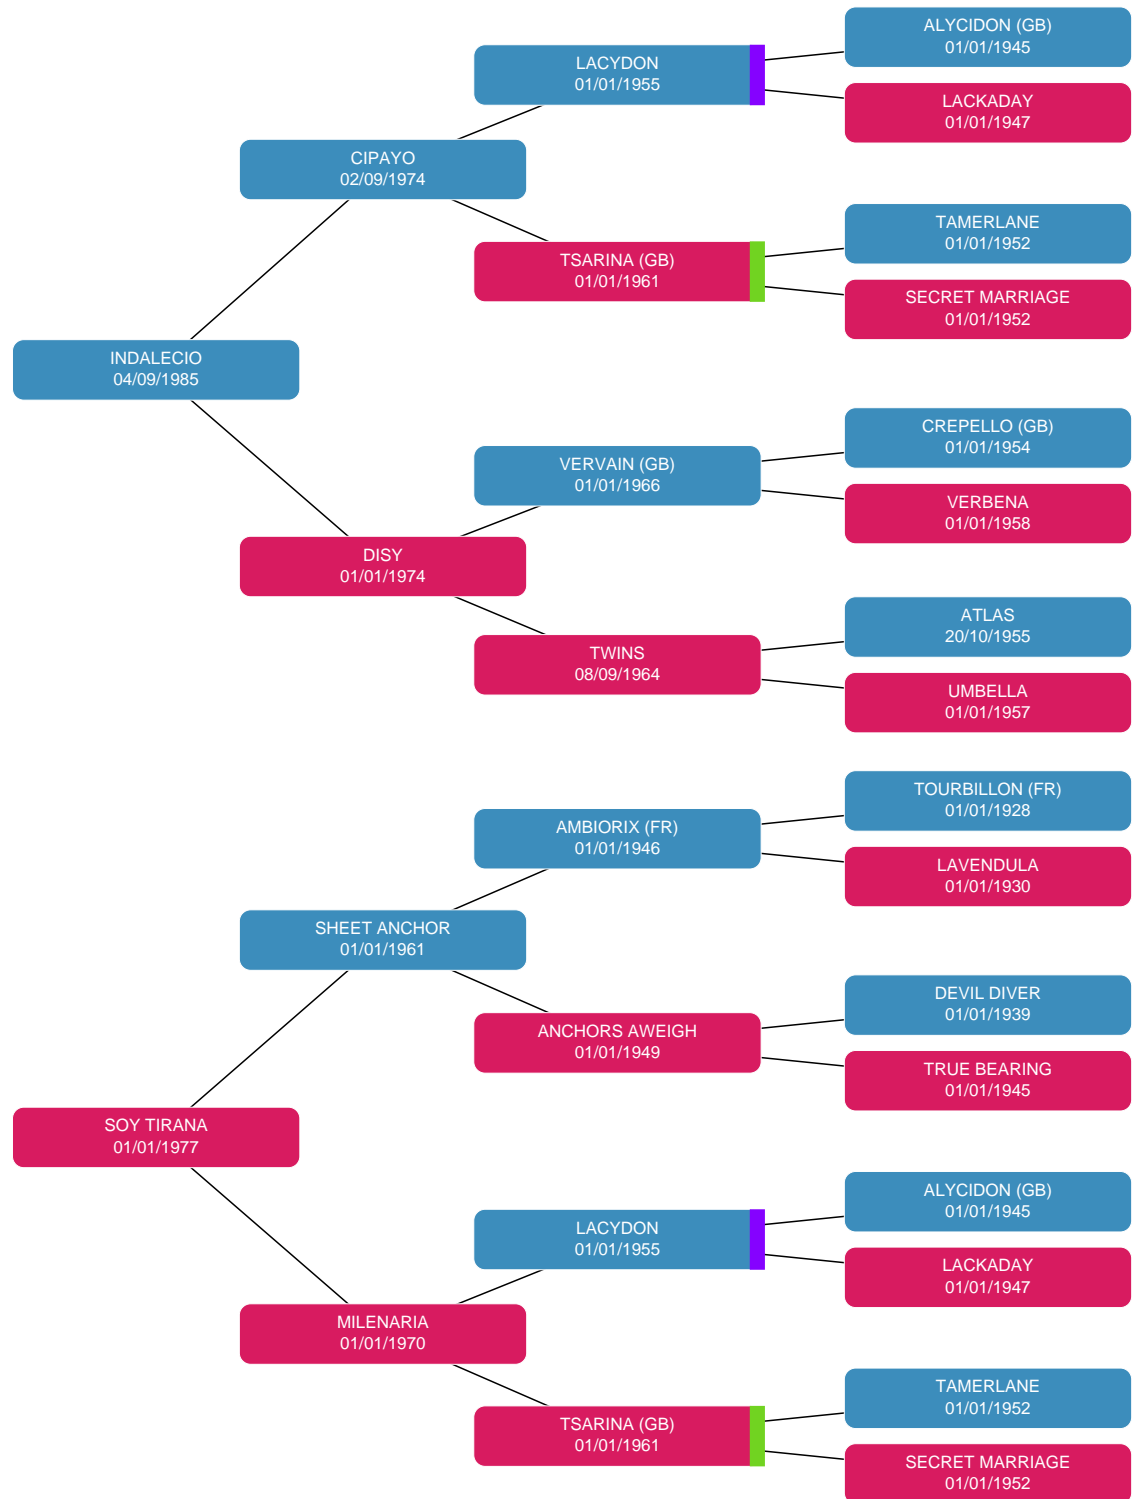 ALYCIDON (GB)
01/01/1945
LACYDON
01/01/1955
LACKADAY
01/01/1947
CIPAYO
02/09/1974
TAMERLANE
01/01/1952
TSARINA (GB)
01/01/1961
SECRET MARRIAGE
01/01/1952
INDALECIO
04/09/1985
CREPELLO (GB)
01/01/1954
VERVAIN (GB)
01/01/1966
VERBENA
01/01/1958
DISY
01/01/1974
ATLAS
20/10/1955
TWINS
08/09/1964
UMBELLA
01/01/1957
TOURBILLON (FR)
01/01/1928
AMBIORIX (FR)
01/01/1946
LAVENDULA
01/01/1930
SHEET ANCHOR
01/01/1961
DEVIL DIVER
01/01/1939
ANCHORS AWEIGH
01/01/1949
TRUE BEARING
01/01/1945
SOY TIRANA
01/01/1977
ALYCIDON (GB)
01/01/1945
LACYDON
01/01/1955
LACKADAY
01/01/1947
MILENARIA
01/01/1970
TAMERLANE
01/01/1952
TSARINA (GB)
01/01/1961
SECRET MARRIAGE
01/01/1952